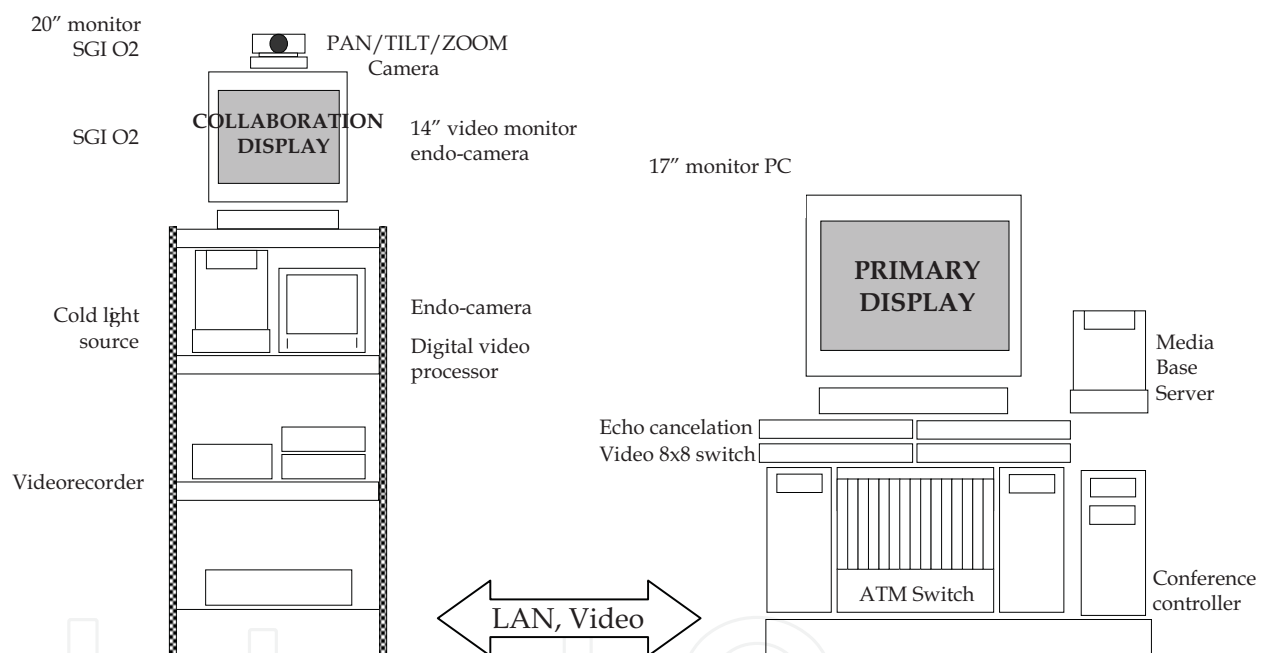 20” monitor
SGI O2
PAN/TILT/ZOOM
Camera
SGI O2
COLLABORATION
DISPLAY
14” video monitor
endo-camera
17” monitor PC
PRIMARY
DISPLAY
Cold light
source
Endo-camera
Digital video
processor
Media
Base
Server
Echo cancelation
Video 8x8 switch
Videorecorder
ATM Switch
Conference
controller
LAN, Video